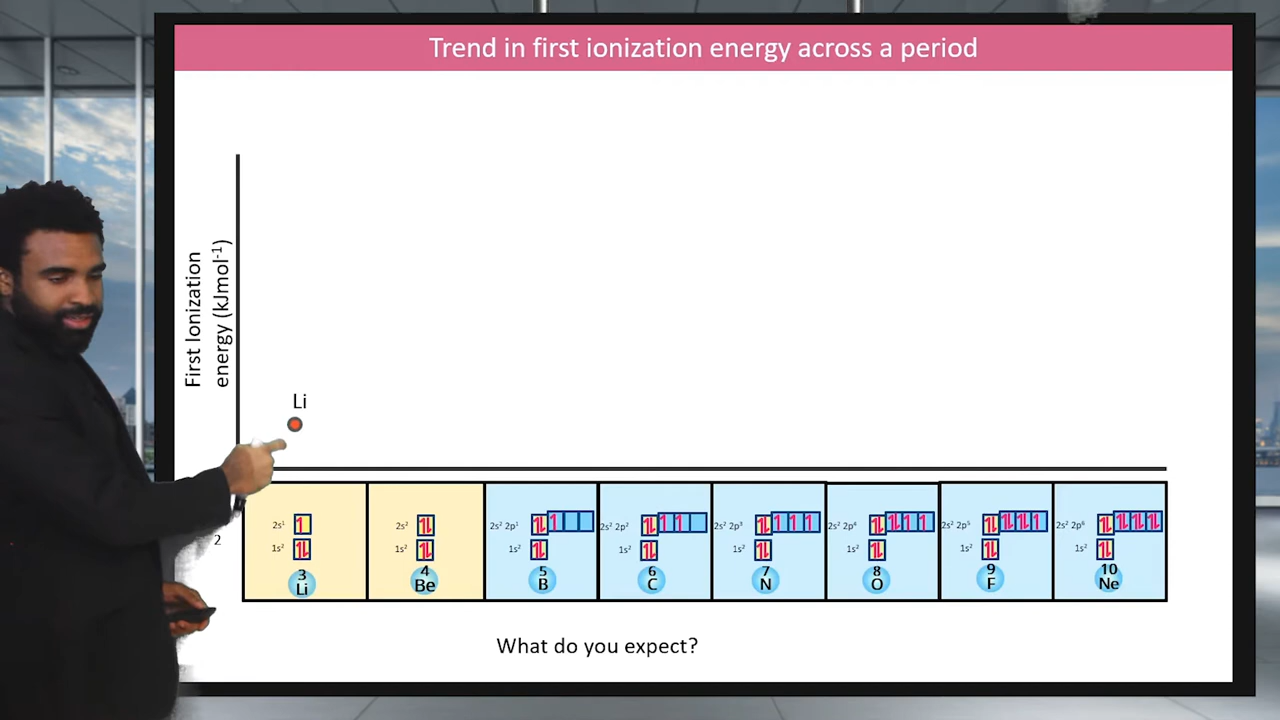 Trend in first ionization energy across a period
First Ionization
energy (kJmol⁻¹)
Li
2
2s¹
1s²
3
Li
2s²
1s²
4
Be
2s² 2p¹
1s²
5
B
2s² 2p²
1s²
6
C
2s² 2p³
1s²
7
N
2s² 2p⁴
1s²
8
O
2s² 2p⁵
1s²
9
F
2s² 2p⁶
1s²
10
Ne
What do you expect?